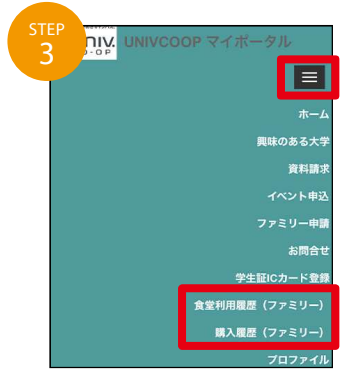 STEP
3
UNIV.
CO-OP
UNIVCOOP マイポータル
ホーム
興味のある大学
資料請求
イベント申込
ファミリー申請
お問合せ
学生証ICカード登録
食堂利用履歴（ファミリー）
購入履歴（ファミリー）
プロファイル